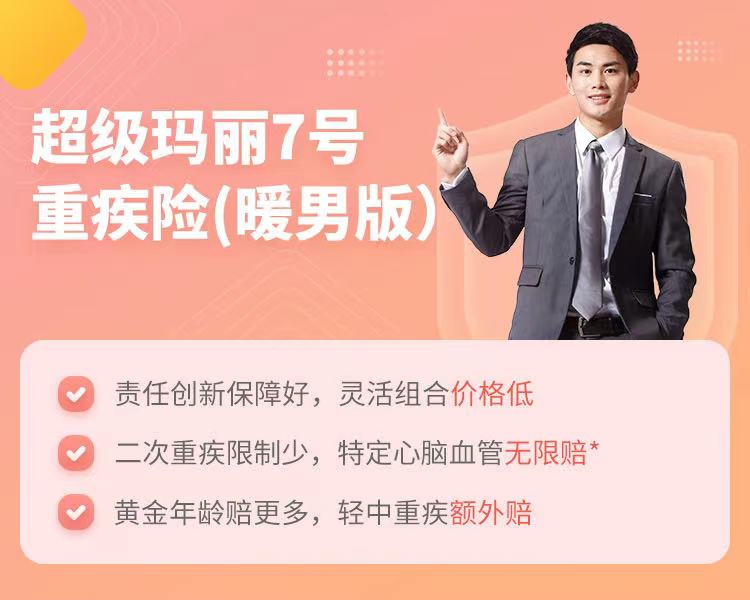 超级玛丽7号
重疾险(暖男版)
责任创新保障好，灵活组合价格低
二次重疾限制少，特定心脑血管无限赔*
黄金年龄赔更多，轻中重疾额外赔